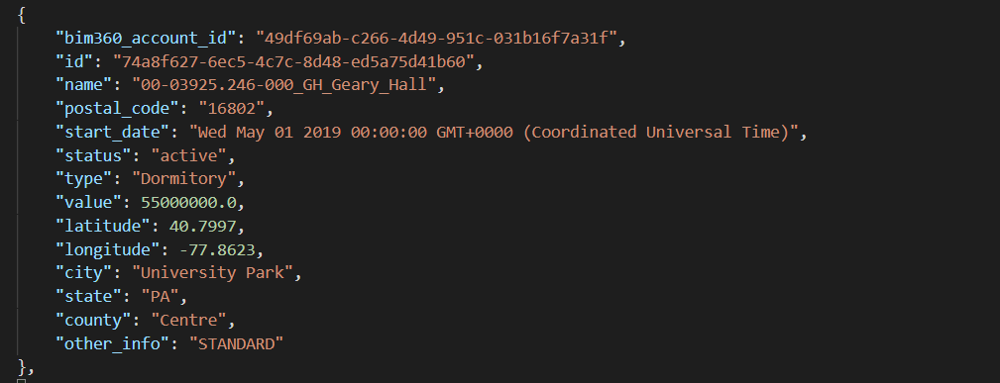 {
"bim360_account_id": "49df69ab-c266-4d49-951c-031b16f7a31f",
"id": "74a8f627-6ec5-4c7c-8d48-ed5a75d41b60",
"name": "00-03925.246-000_GH_Geary_Hall",
"postal_code": "16802",
"start_date": "Wed May 01 2019 00:00:00 GMT+0000 (Coordinated Universal Time)",
"status": "active",
"type": "Dormitory",
"value": 55000000.0,
"latitude": 40.7997,
"longitude": -77.8623,
"city": "University Park",
"state": "PA",
"county": "Centre",
"other_info": "STANDARD"
},